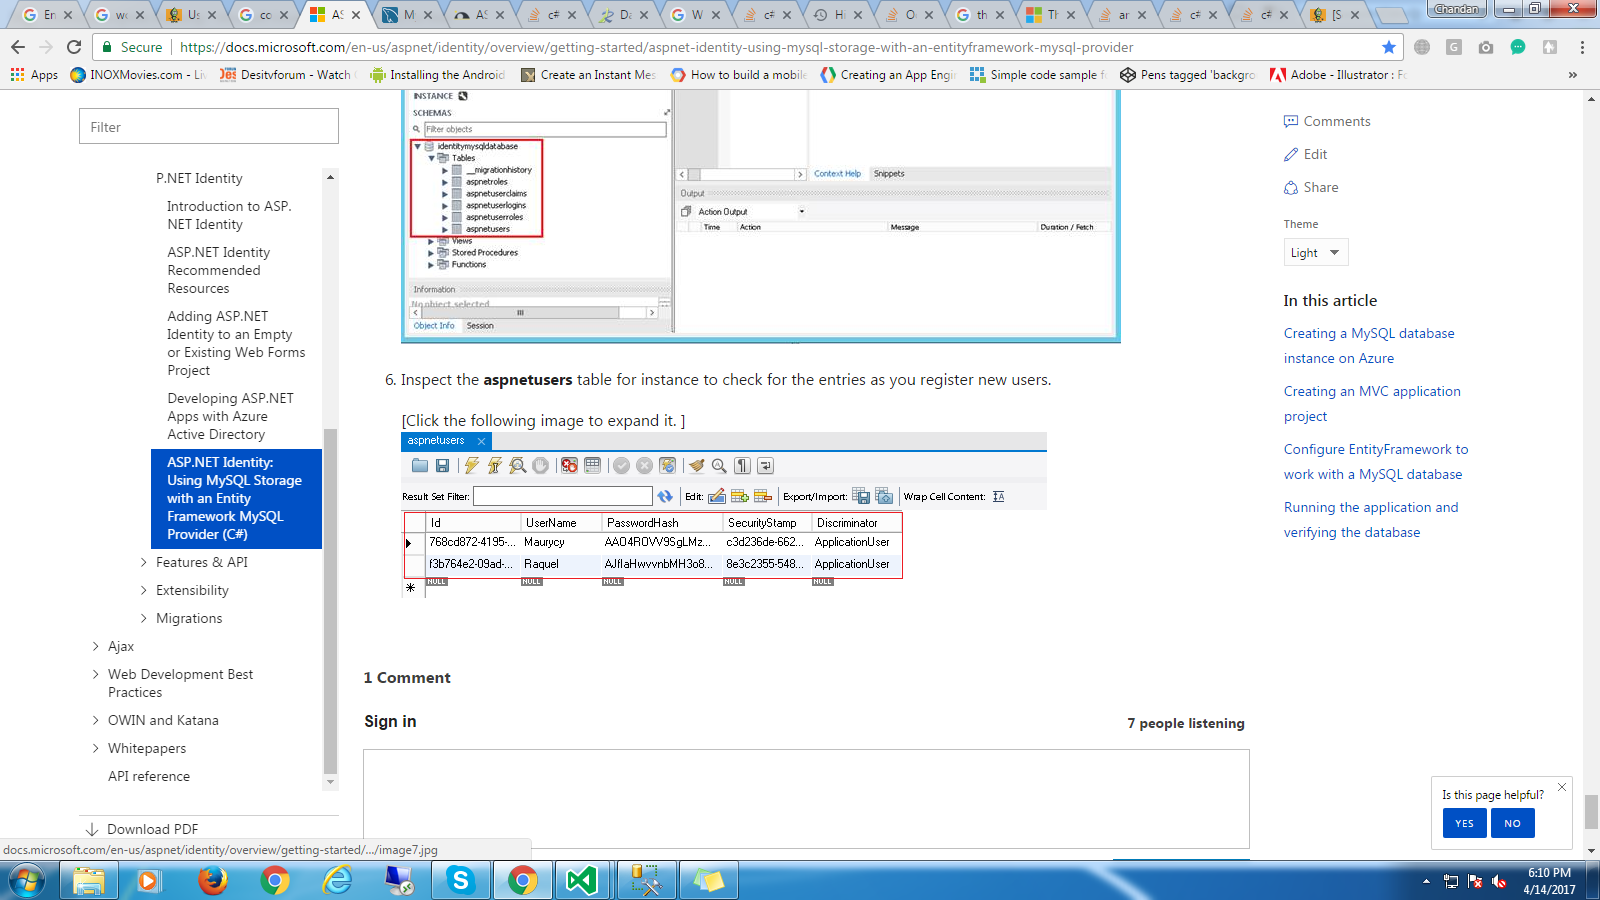 En
we
Us
co
AS
M
AS
c#
Da
W
c#
Hi
O
th
Th
ar
c#
c#
[S
Chandan
Secure
https://docs.microsoft.com/en-us/aspnet/identity/overview/getting-started/aspnet-identity-using-mysql-storage-with-an-entityframework-mysql-provider
Apps
INOXMovies.com - Liv
Desitvforum - Watch
Installing the Android
Create an Instant Mes
How to build a mobile
Creating an App Engi
Simple code sample f
Pens tagged 'backgro
Adobe - Illustrator : Fo
»
Filter
P.NET Identity
Introduction to ASP.
NET Identity
ASP.NET Identity
Recommended
Resources
Adding ASP.NET
Identity to an Empty
or Existing Web Forms
Project
Developing ASP.NET
Apps with Azure
Active Directory
ASP.NET Identity:
Using MySQL Storage
with an Entity
Framework MySQL
Provider (C#)
Features & API
Extensibility
Migrations
Ajax
Web Development Best
Practices
OWIN and Katana
Whitepapers
API reference
Download PDF
INSTANCE
SCHEMAS
Filter objects
identitymysqldatabase
Tables
__migrationhistory
aspnetroles
aspnetuserclaims
aspnetuserlogins
aspnetuserroles
aspnetusers
Views
Stored Procedures
Functions
Information
No object selected
Object Info Session
Context Help Snippets
Output
Action Output
Time Action Message Duration / Fetch
6. Inspect the aspnetusers table for instance to check for the entries as you register new users.
[Click the following image to expand it. ]
aspnetusers
Result Set Filter: Edit: Export/Import: Wrap Cell Content:
Id UserName PasswordHash SecurityStamp Discriminator
768cd872-4195-... Maurycy AAO4ROVV9SgLMz... c3d236de-662... ApplicationUser
f3b764e2-09ad-... Raquel AJflaHwvvnbMH3o8... 8e3c2355-548... ApplicationUser
NULL NULL NULL NULL NULL
1 Comment
Sign in
7 people listening
Comments
Edit
Share
Theme
Light
In this article
Creating a MySQL database
instance on Azure
Creating an MVC application
project
Configure EntityFramework to
work with a MySQL database
Running the application and
verifying the database
Is this page helpful?
YES NO
docs.microsoft.com/en-us/aspnet/identity/overview/getting-started/.../image7.jpg
6:10 PM
4/14/2017